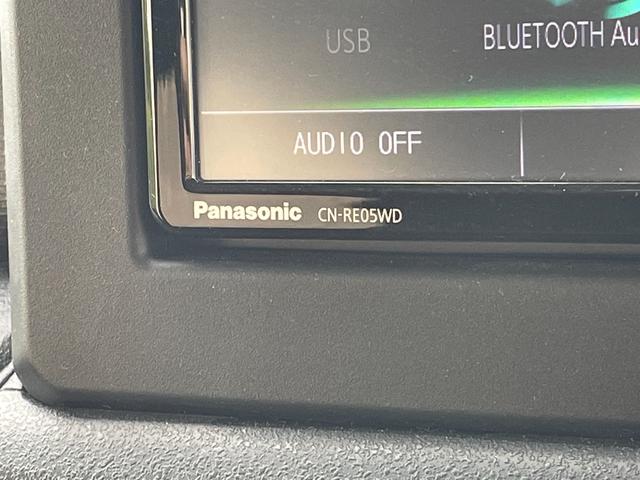 USB
BLUETOOTH Au
AUDIO OFF
Panasonic CN-RE05WD